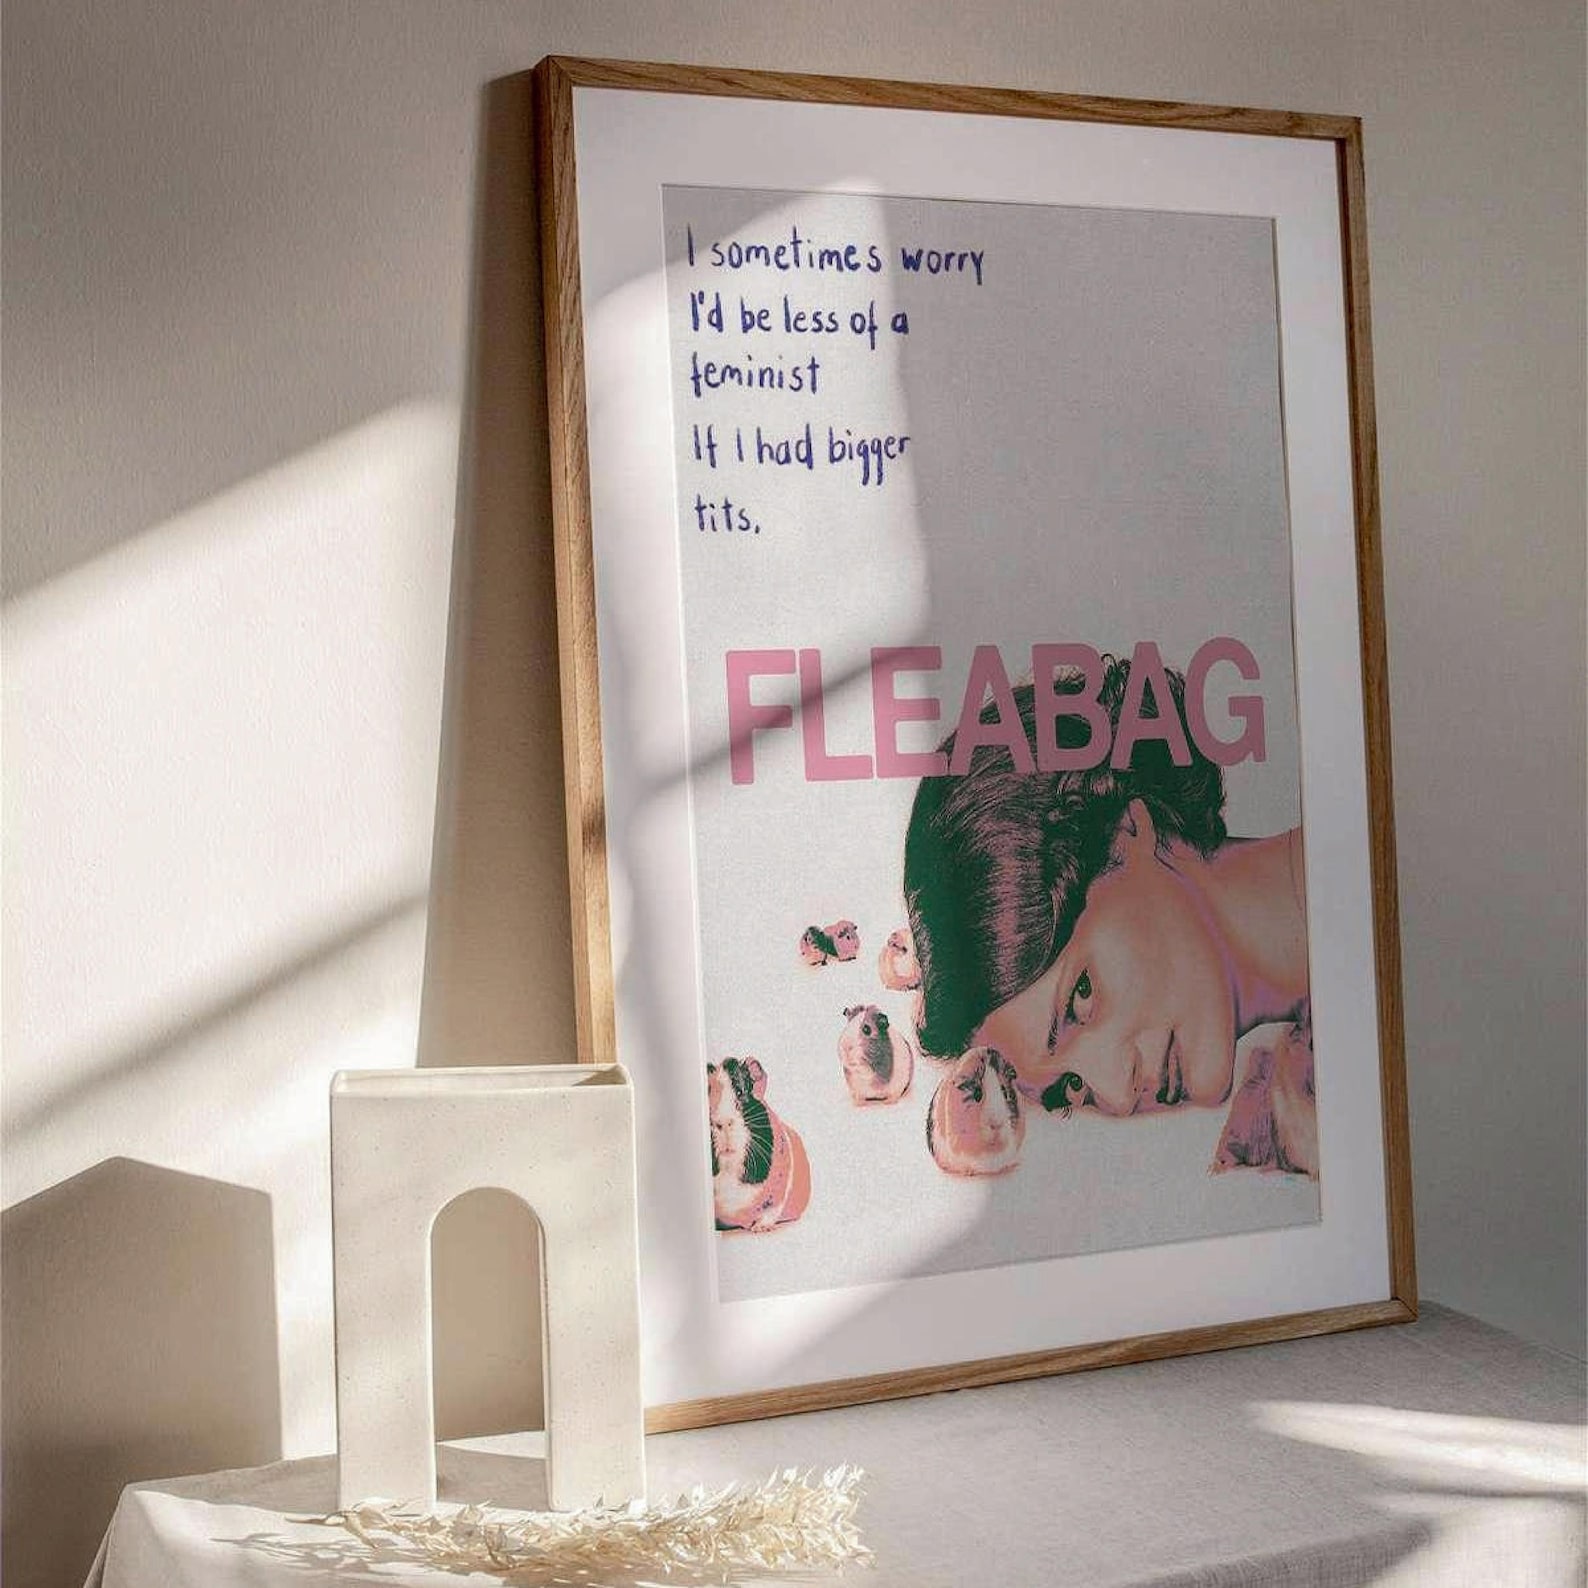 I sometimes worry
I'd be less of a
feminist
If I had bigger
tits.
FLEABAG